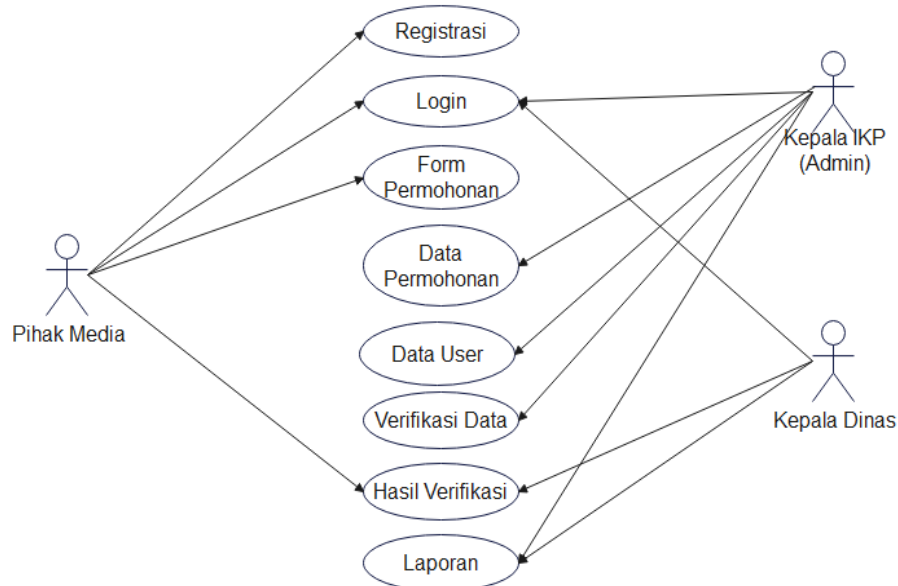 Registrasi
Login
Form
Permohonan
Data
Permohonan
Data User
Verifikasi Data
Hasil Verifikasi
Laporan
Pihak Media
Kepala IKP
(Admin)
Kepala Dinas